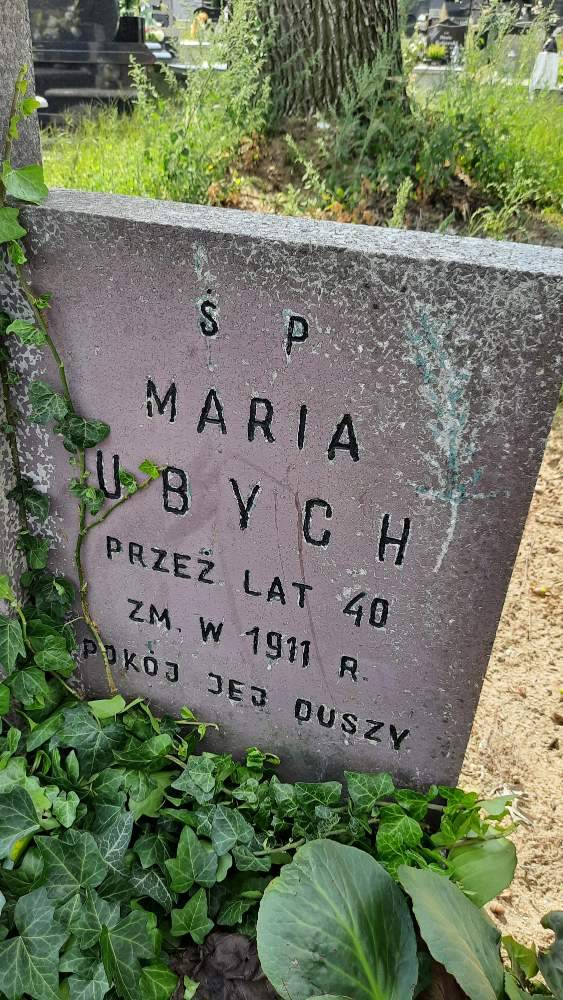 Ś P
MARIA
UBYCH
PRZEŻ LAT 40
ZM. W 1911 R.
POKÓJ JEJ DUSZY